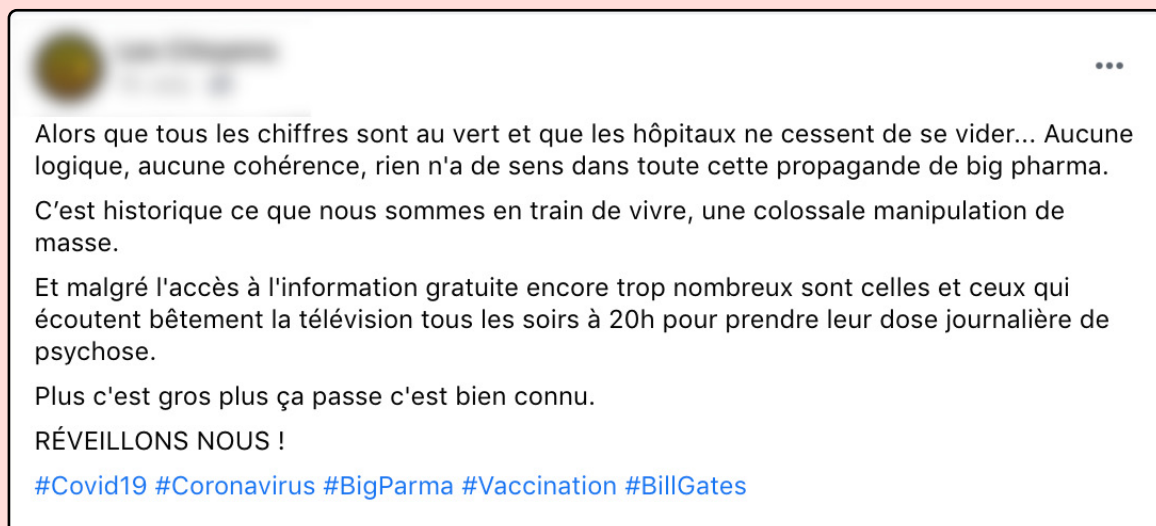 Alors que tous les chiffres sont au vert et que les hôpitaux ne cessent de se vider... Aucune
logique, aucune cohérence, rien n'a de sens dans toute cette propagande de big pharma.
C’est historique ce que nous sommes en train de vivre, une colossale manipulation de
masse.
Et malgré l'accès à l'information gratuite encore trop nombreux sont celles et ceux qui
écoutent bêtement la télévision tous les soirs à 20h pour prendre leur dose journalière de
psychose.
Plus c'est gros plus ça passe c'est bien connu.
RÉVEILLONS NOUS !
#Covid19 #Coronavirus #BigParma #Vaccination #BillGates